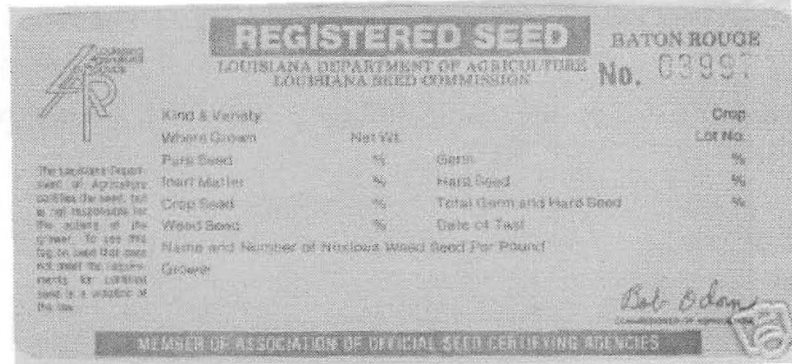 REGISTERED SEED
BATON ROUGE
LOUISIANA DEPARTMENT OF AGRICULTURE
LOUISIANA SEED COMMISSION
No. 03997
Kind & Variety Crop
Where Grown Net Wt. Lot No.
Pure Seed % Germ %
Inert Matter % Hard Seed %
Crop Seed % Total Germ and Hard Seed %
Weed Seed % Date of Test
Name and Number of Noxious Weed Seed Per Pound
Grower
The Louisiana Depart-
ment of Agriculture
certifies the seed, but
is not responsible for
the actions of the
grower. To use this
tag on seed that does
not meet the require-
ments for certified
seed is a violation of
the law.
Bob Odom
COMMISSIONER OF AGRICULTURE
MEMBER OF ASSOCIATION OF OFFICIAL SEED CERTIFYING AGENCIES